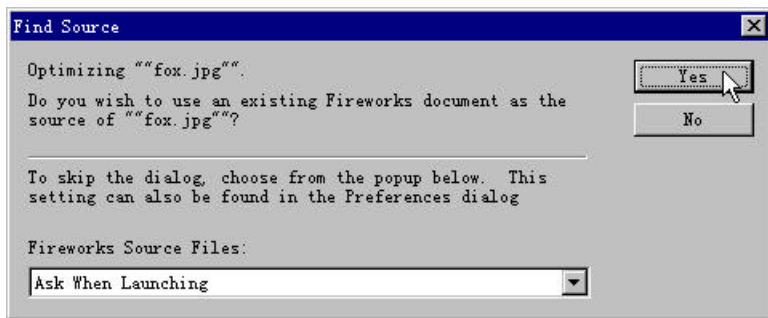 Find Source
Optimizing ""fox.jpg"".
Yes
Do you wish to use an existing Fireworks document as the
source of ""fox.jpg""?
No
To skip the dialog, choose from the popup below.  This
setting can also be found in the Preferences dialog
Fireworks Source Files:
Ask When Launching